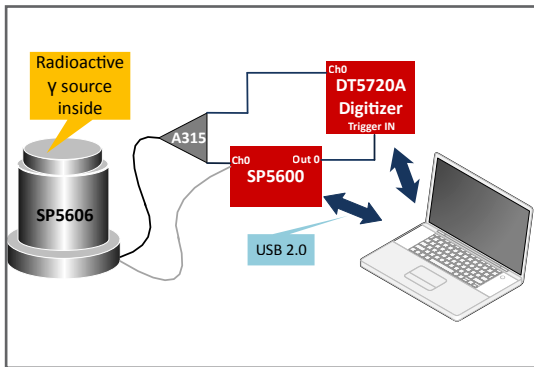 Radioactive
γ source
inside
SP5606
A315
Ch0
DT5720A
Digitizer
Trigger IN
Ch0
Out 0
SP5600
USB 2.0